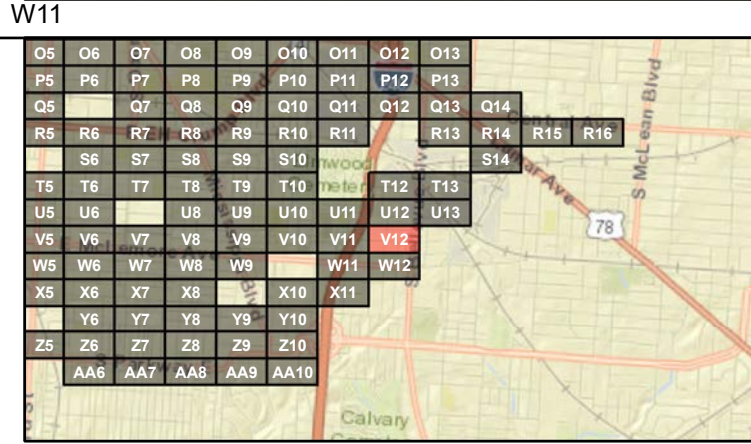 W11
O5 O6 O7 O8 O9 O10 O11 O12 O13
P5 P6 P7 P8 P9 P10 P11 P12 P13
Q5 Q7 Q8 Q9 Q10 Q11 Q12 Q13 Q14
R5 R6 R7 R8 R9 R10 R11 R13 R14 R15 R16
S6 S7 S8 S9 S10 S14
T5 T6 T7 T8 T9 T10 T12 T13
U5 U6 U8 U9 U10 U11 U12 U13
V5 V6 V7 V8 V9 V10 V11 V12
W5 W6 W7 W8 W9 W11 W12
X5 X6 X7 X8 X10 X11
Y6 Y7 Y8 Y9 Y10
Z5 Z6 Z7 Z8 Z9 Z10
AA6 AA7 AA8 AA9 AA10
S McLean Blvd
Lamar Ave
78
E McLemore Ave
Calvary